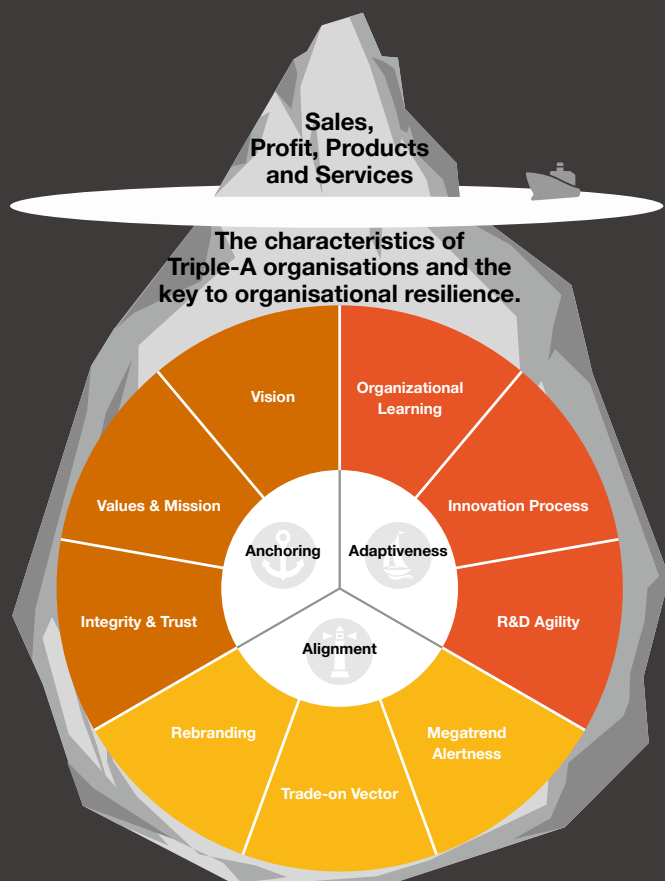 Sales,
Profit, Products
and Services
The characteristics of
Triple-A organisations and the
key to organisational resilience.
Vision
Organizational
Learning
Values & Mission
Innovation Process
Anchoring
Adaptiveness
Integrity & Trust
R&D Agility
Alignment
Rebranding
Megatrend
Alertness
Trade-on Vector